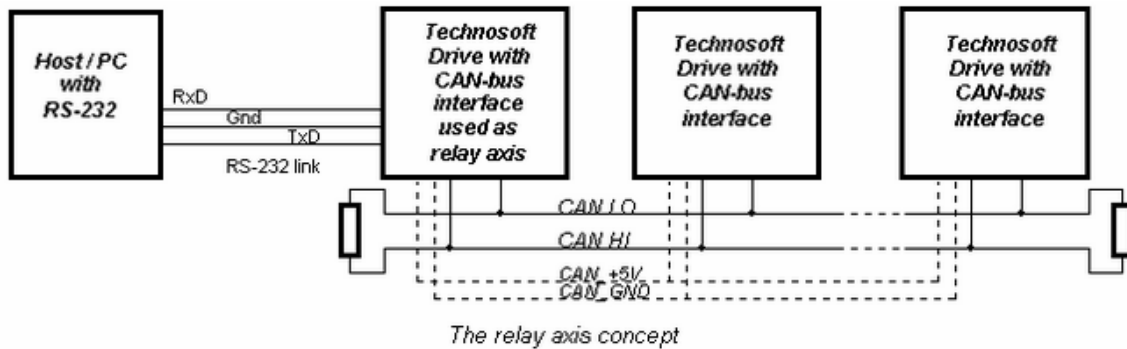 Host / PC
with
RS-232
Technosoft
Drive with
CAN-bus
interface
used as
relay axis
Technosoft
Drive with
CAN-bus
interface
Technosoft
Drive with
CAN-bus
interface
RxD
Gnd
TxD
RS-232 link
CAN LO
CAN HI
CAN_+5V
CAN_GND
The relay axis concept